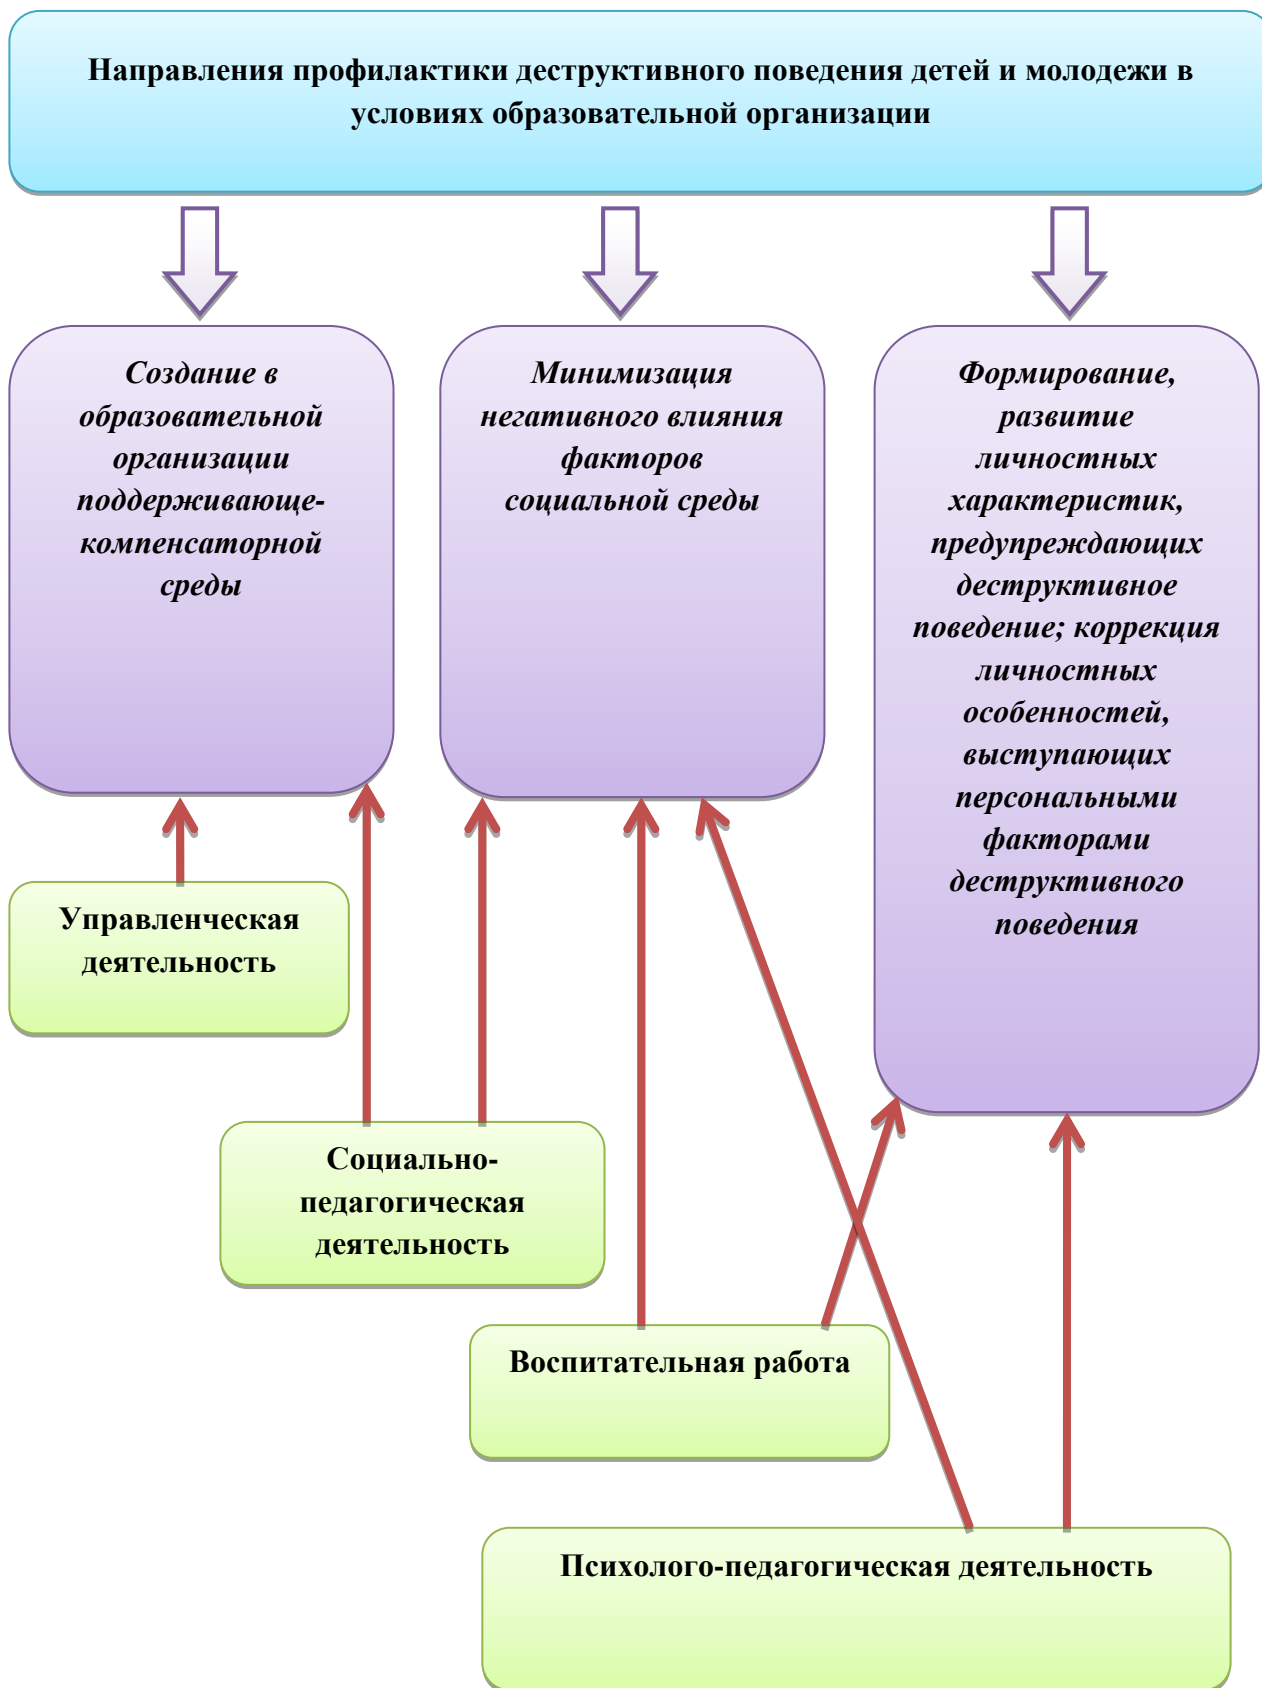 Направления профилактики деструктивного поведения детей и молодежи в
условиях образовательной организации
Создание в
образовательной
организации
поддерживающе-
компенсаторной
среды
Минимизация
негативного влияния
факторов
социальной среды
Формирование,
развитие
личностных
характеристик,
предупреждающих
деструктивное
поведение; коррекция
личностных
особенностей,
выступающих
персональными
факторами
деструктивного
поведения
Управленческая
деятельность
Социально-
педагогическая
деятельность
Воспитательная работа
Психолого-педагогическая деятельность